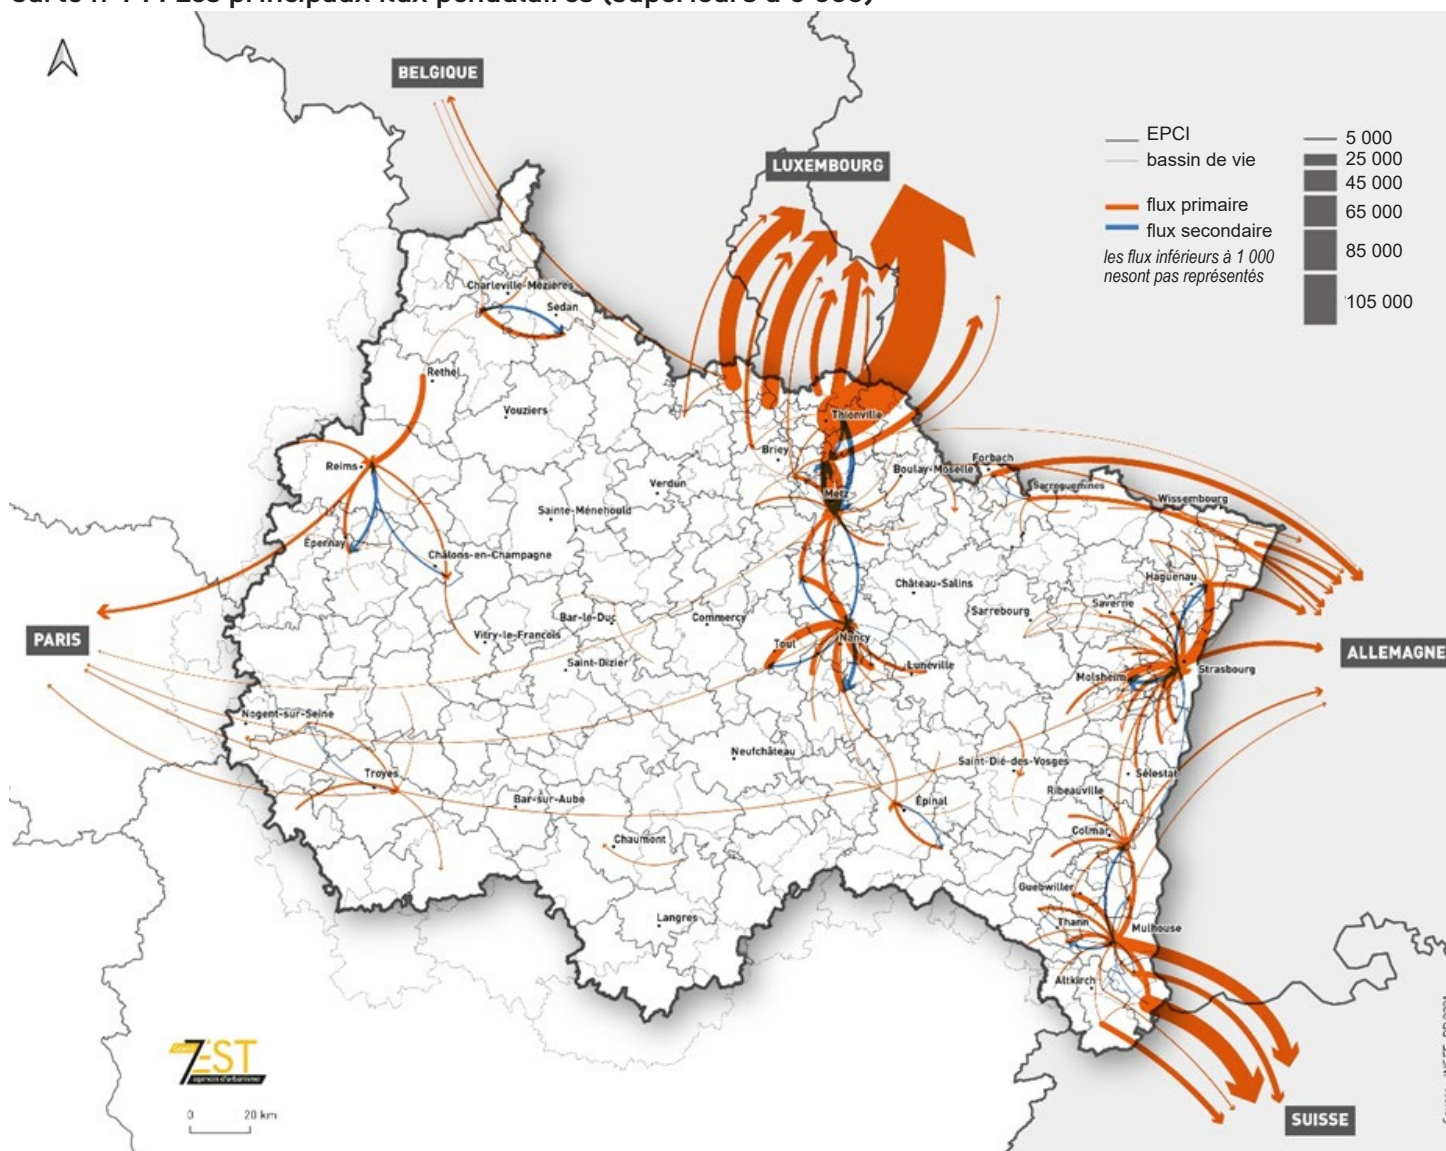 BELGIQUE
LUXEMBOURG
EPCI
bassin de vie
flux primaire
flux secondaire
les flux inférieurs à 1 000
nesont pas représentés
5 000
25 000
45 000
65 000
85 000
105 000
Charleville-Mézières
Sedan
Rethel
Vouziers
Thionville
Briey
Reims
Verdun
Metz
Boulay-Moselle
Forbach
Sarreguemines
Wissembourg
Sainte-Ménehould
Épernay
Châlons-en-Champagne
Château-Salins
Haguenau
Saverne
Sarrebourg
Bar-le-Duc
Commercy
Vitry-le-François
PARIS
Nancy
Toul
Lunéville
ALLEMAGNE
Saint-Dizier
Strasbourg
Molsheim
Nogent-sur-Seine
Neufchâteau
Saint-Dié-des-Vosges
Sélestat
Troyes
Ribeauville
Bar-sur-Aube
Épinal
Chaumont
Colmar
Guebwiller
Langres
Thann
Mulhouse
Altkirch
7EST
agences d'urbanisme
0 20 km
SUISSE